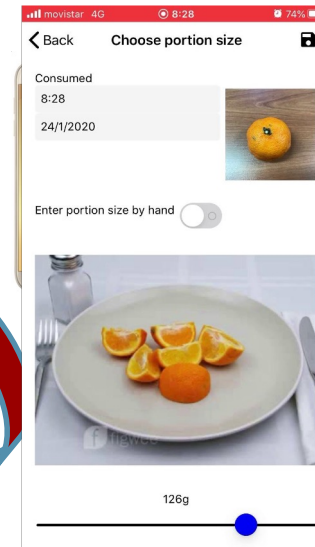 movistar 4G 8:28 74%
Back Choose portion size
Consumed
8:28
24/1/2020
Enter portion size by hand
figwee
126g